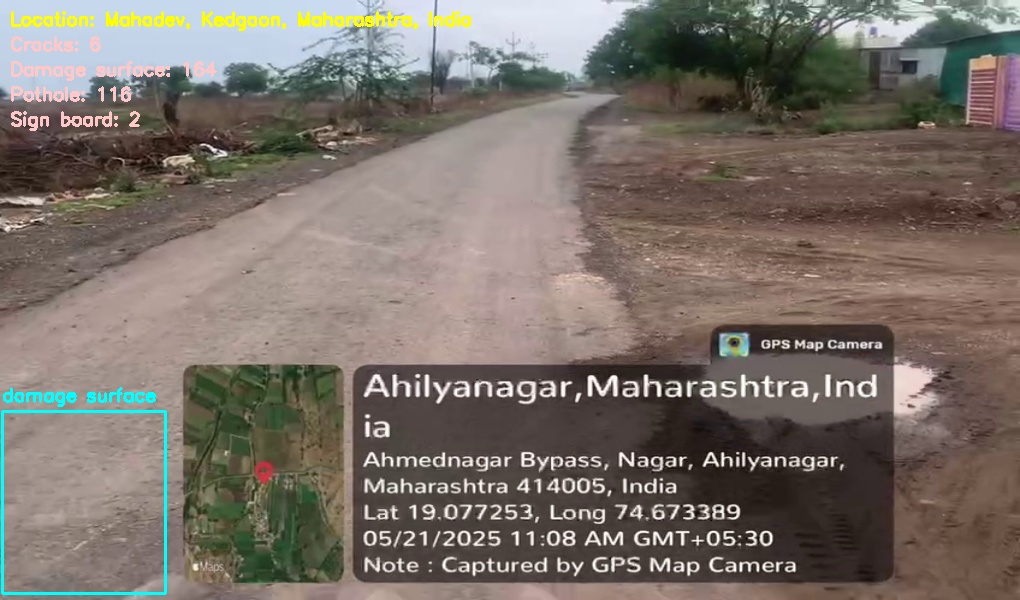 Location: Mahadev, Kedgaon, Maharashtra, India
Cracks: 6
Damage surface: 164
Pothole: 116
Sign board: 2
damage surface
GPS Map Camera
Ahilyanagar,Maharashtra,Ind
ia
Ahmednagar Bypass, Nagar, Ahilyanagar,
Maharashtra 414005, India
Lat 19.077253, Long 74.673389
05/21/2025 11:08 AM GMT+05:30
Note : Captured by GPS Map Camera
Maps